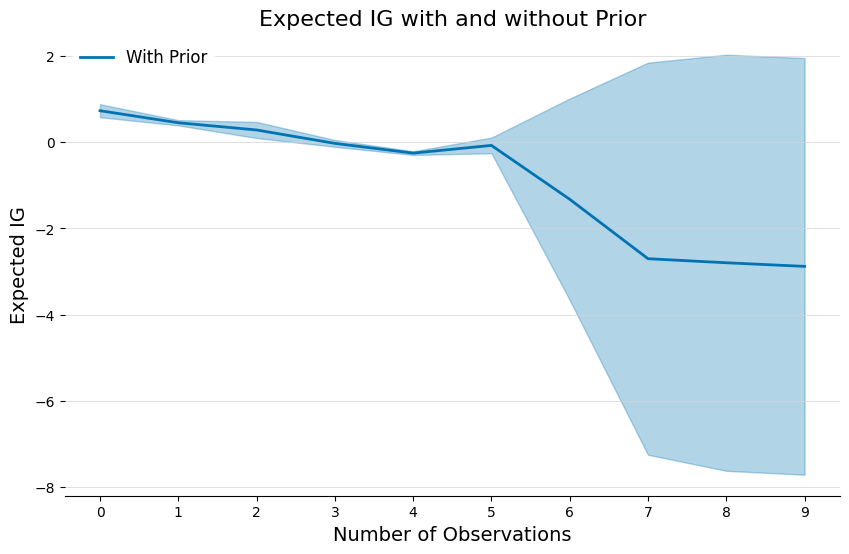 Expected IG with and without Prior
With Prior
Expected IG
2
0
−2
−4
−6
−8
0 1 2 3 4 5 6 7 8 9
Number of Observations